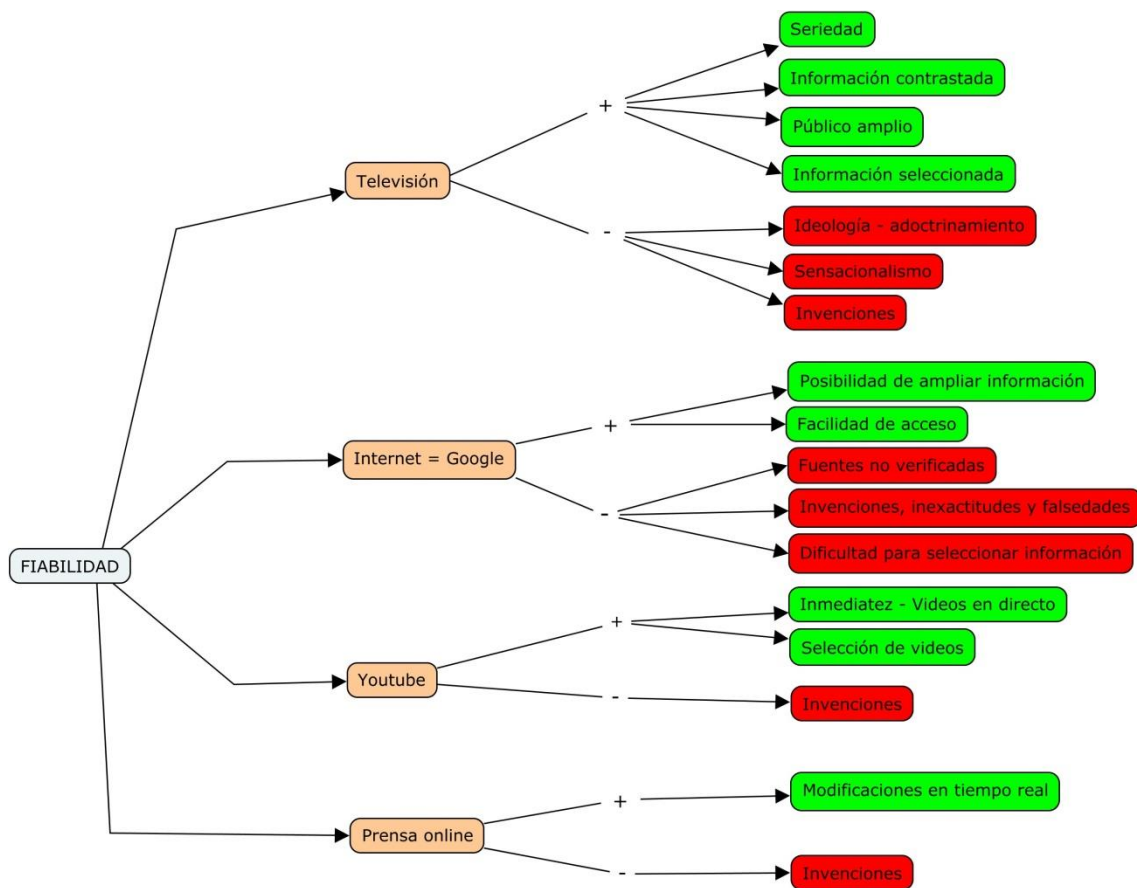 FIABILIDAD
Televisión
+
Seriedad
Información contrastada
Público amplio
Información seleccionada
-
Ideología - adoctrinamiento
Sensacionalismo
Invenciones
Internet = Google
+
Posibilidad de ampliar información
Facilidad de acceso
-
Fuentes no verificadas
Invenciones, inexactitudes y falsedades
Dificultad para seleccionar información
Youtube
+
Inmediatez - Videos en directo
Selección de videos
-
Invenciones
Prensa online
+
Modificaciones en tiempo real
-
Invenciones